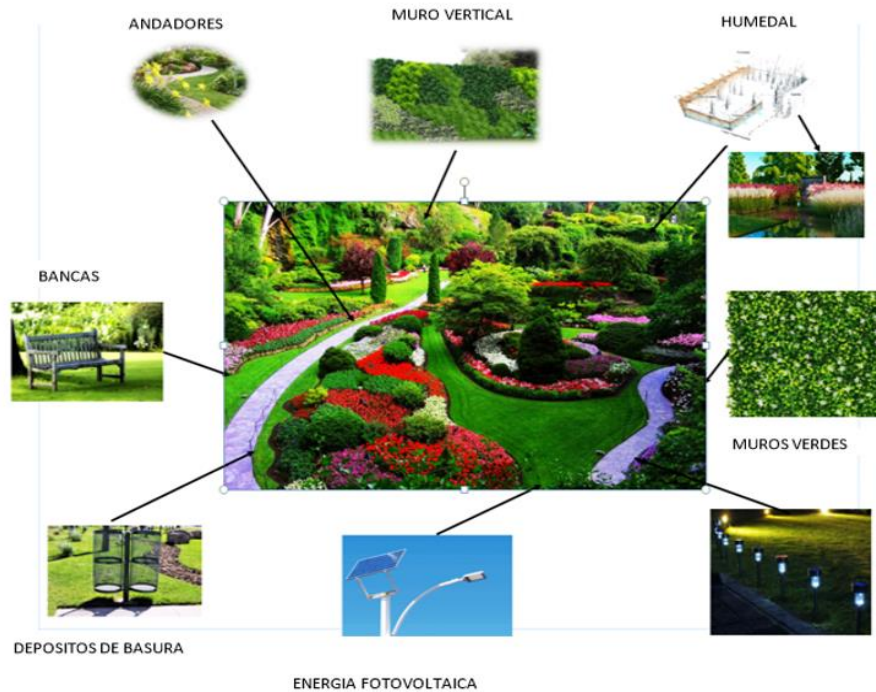 ANDADORES
MURO VERTICAL
HUMEDAL
BANCAS
MUROS VERDES
DEPOSITOS DE BASURA
ENERGIA FOTOVOLTAICA